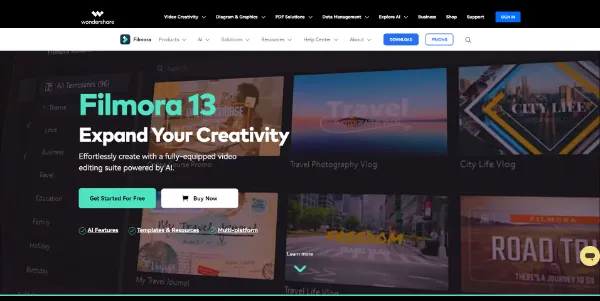 wondershare
Video Creativity
Diagram & Graphics
PDF Solutions
Data Management
Explore AI
Business
Shop
Support
SIGN IN
Filmora
Products
AI
Solutions
Resources
Help Center
About
DOWNLOAD
PRICING
Search
AI Templates (96)
Theme
Love
Business
Travel
Education
Family
Holiday
Birthday
Filmora 13
Expand Your Creativity
Effortlessly create with a fully-equipped video
editing suite powered by AI.
Get Started For Free
Buy Now
AI Features
Templates & Resources
Multi-platform
Learn more
Travel
Travel Photography Vlog
CITY LIFE
City Life Vlog
My Travel Journal
FREEDOM
Travel Life Vlog
FILMORA
ROAD
THERE'S A JOURNEY